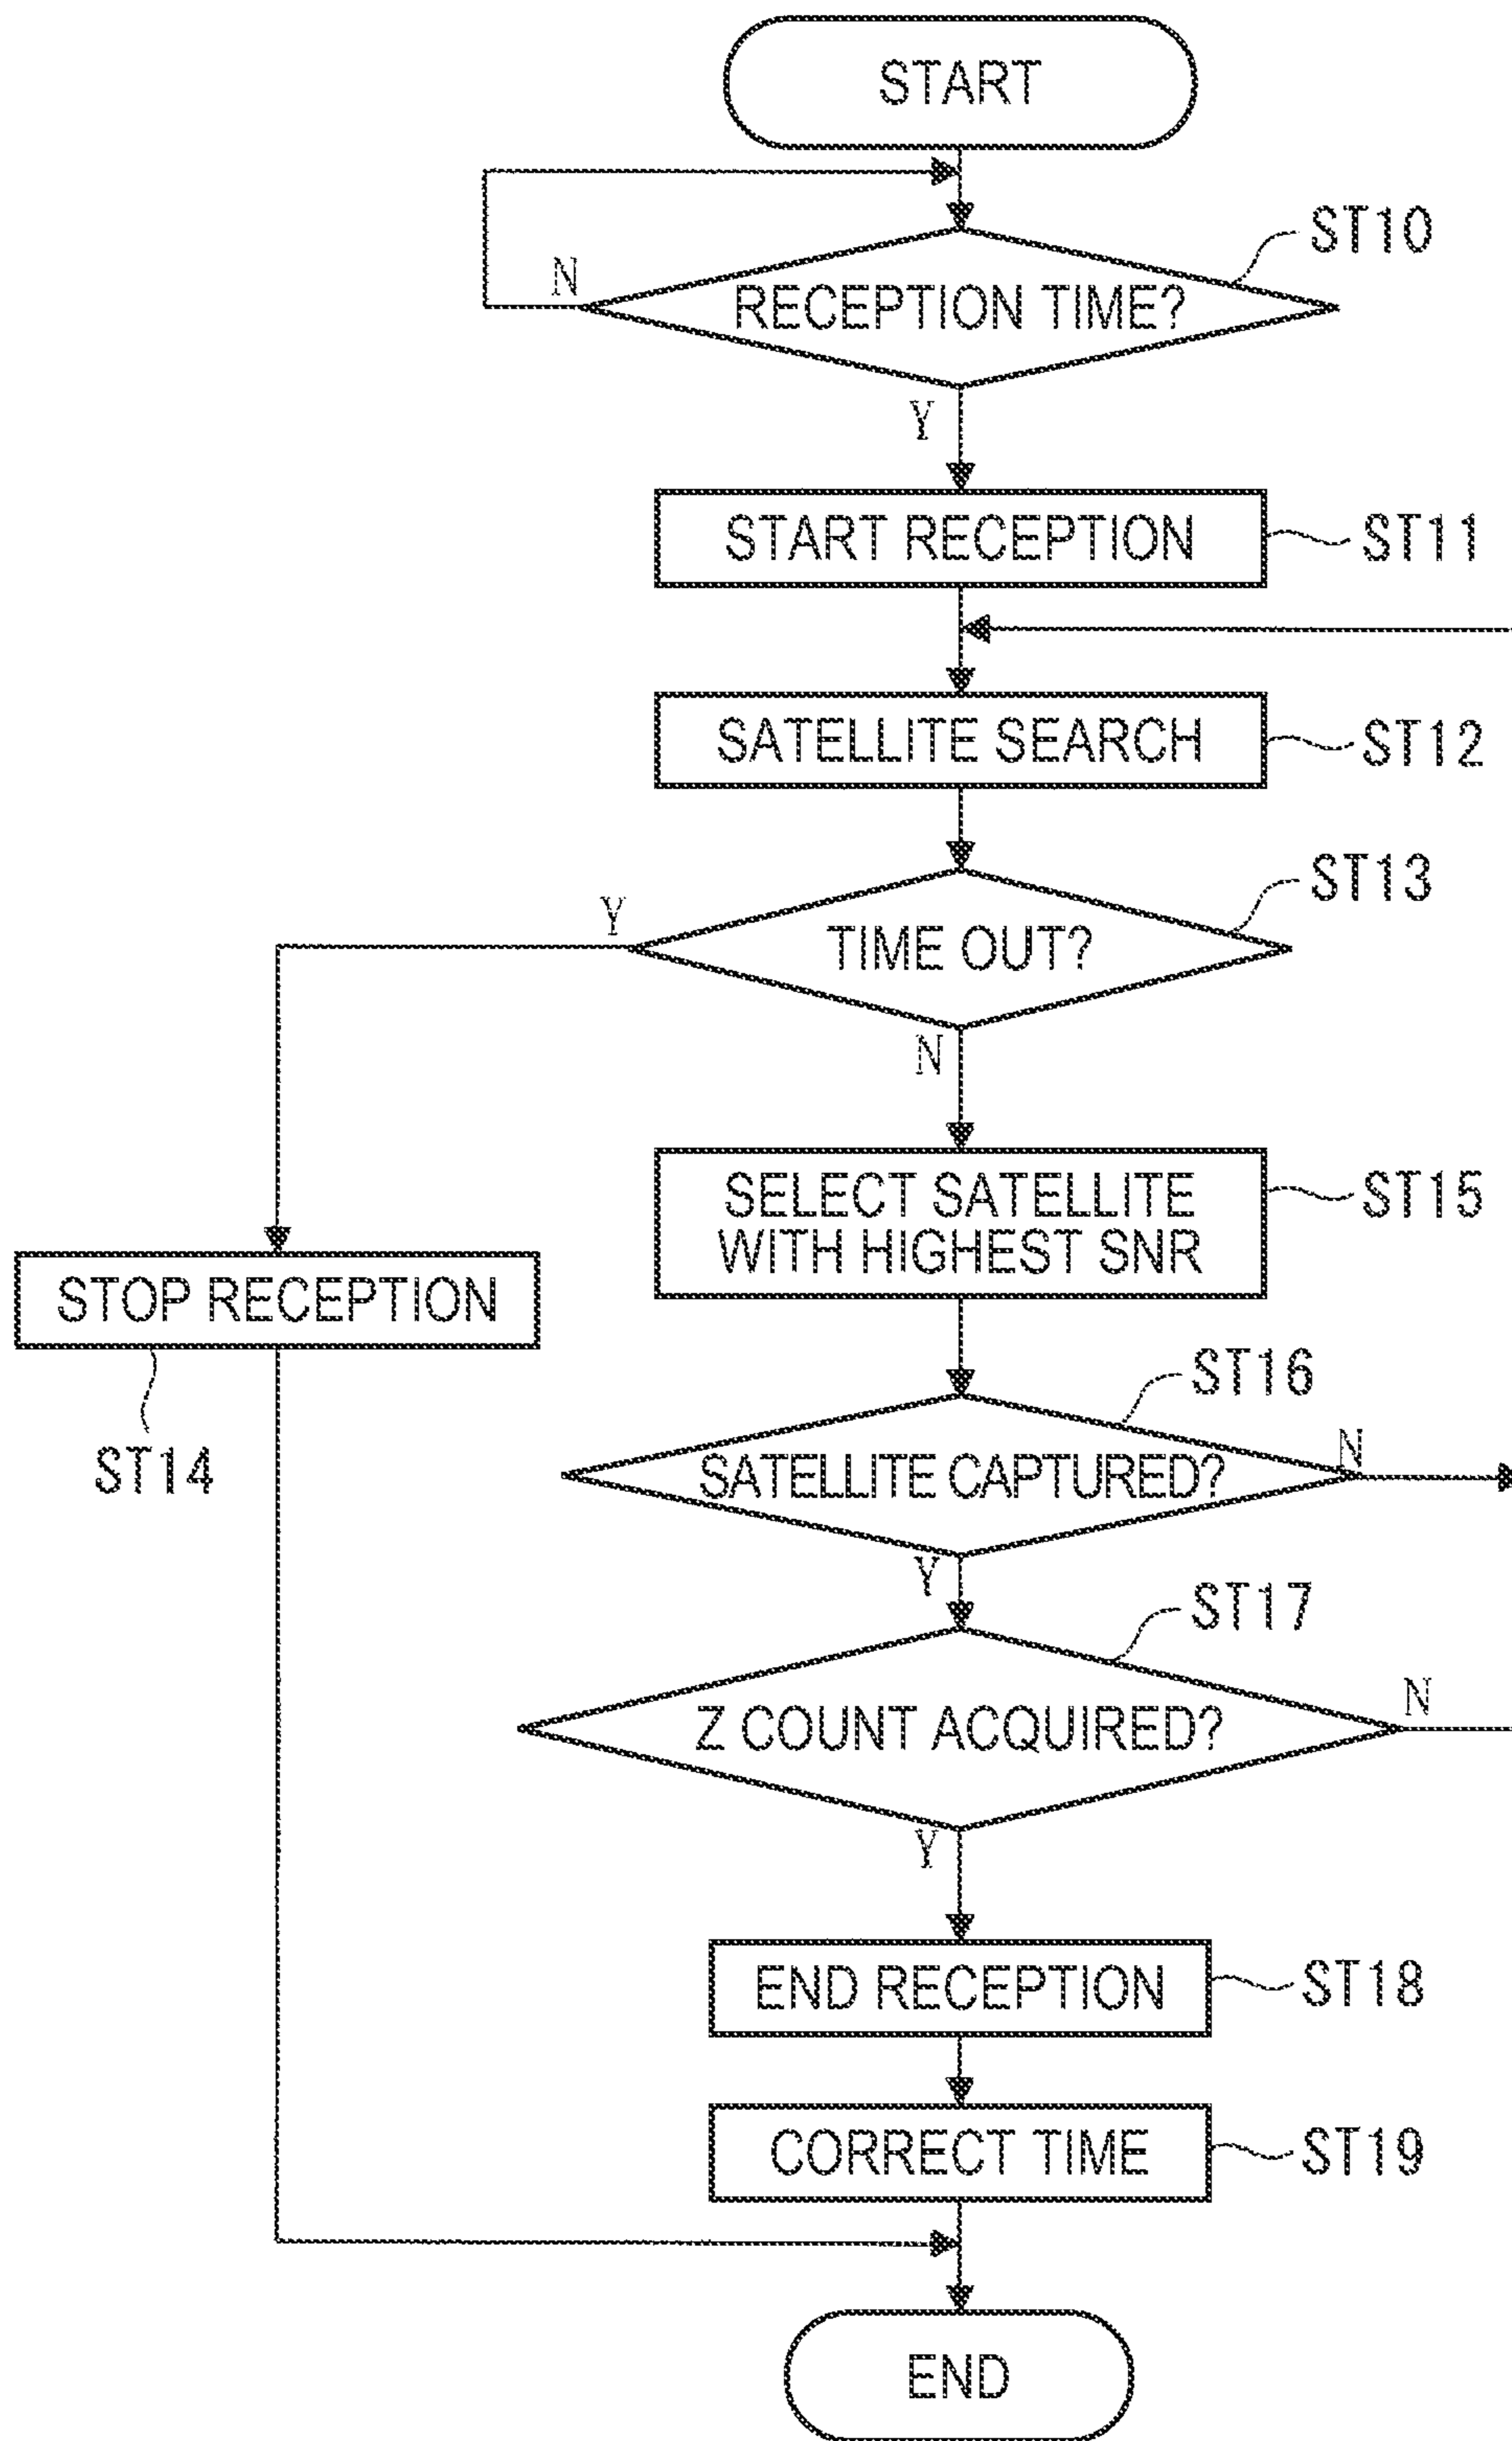 START
ST10
N
RECEPTION TIME?
Y
START RECEPTION
ST11
SATELLITE SEARCH
ST12
ST13
Y
TIME OUT?
N
SELECT SATELLITE
WITH HIGHEST SNR
ST15
STOP RECEPTION
ST14
ST16
SATELLITE CAPTURED?
N
Y
ST17
Z COUNT ACQUIRED?
N
Y
END RECEPTION
ST18
CORRECT TIME
ST19
END